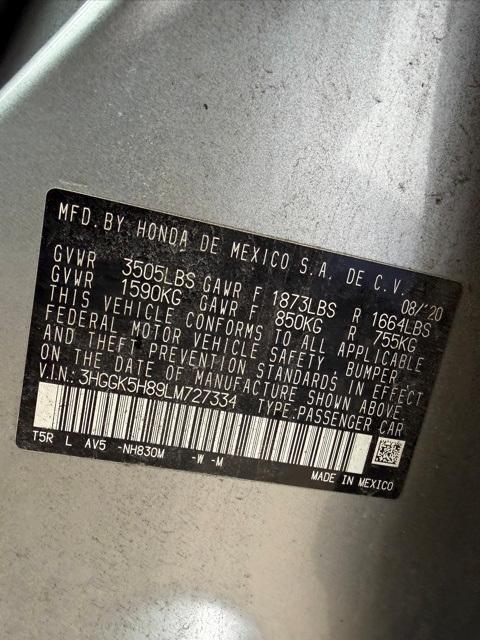 MFD. BY HONDA DE MEXICO S.A. DE C.V. 08/'20
GVWR 3505LBS GAWR F 1873LBS R 1664LBS
GVWR 1590KG GAWR F 850KG R 755KG
THIS VEHICLE CONFORMS TO ALL APPLICABLE
FEDERAL MOTOR VEHICLE SAFETY, BUMPER,
AND THEFT PREVENTION STANDARDS IN EFFECT
ON THE DATE OF MANUFACTURE SHOWN ABOVE.
V.I.N.: 3HGGK5H89LM727334 TYPE:PASSENGER CAR
T5R L AV5 -NH830M -W -M
MADE IN MEXICO